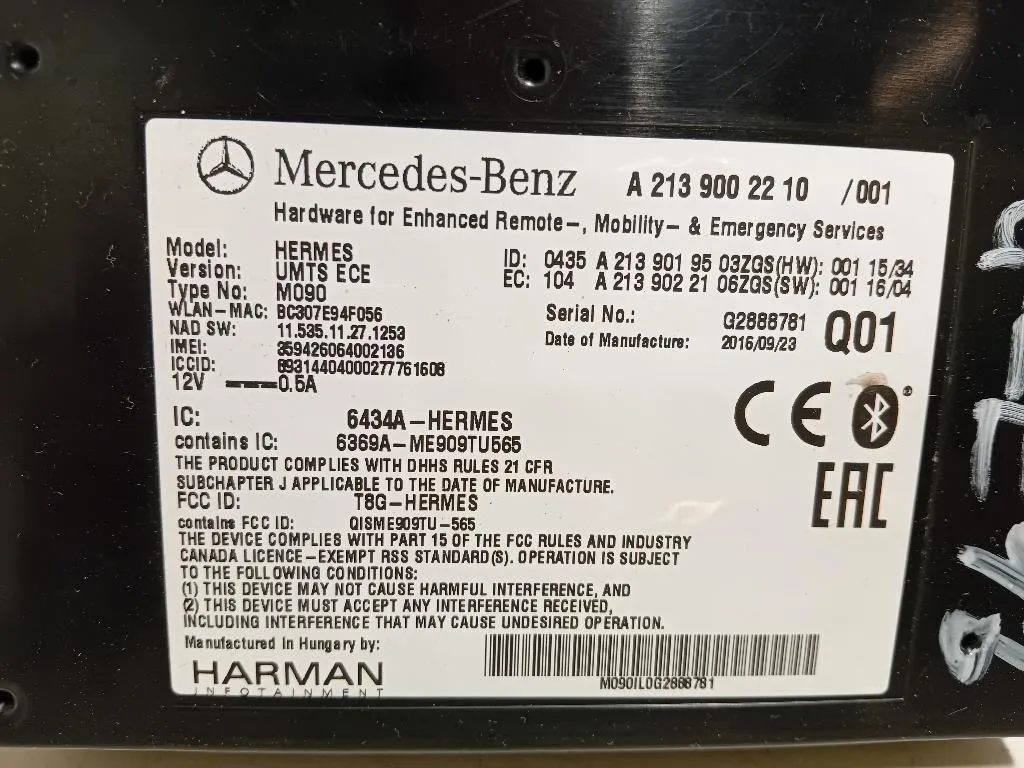 Mercedes-Benz A 213 900 22 10 /001
Hardware for Enhanced Remote-, Mobility- & Emergency Services
Model: HERMES
Version: UMTS ECE
Type No: M090
WLAN-MAC: BC307E94F056
NAD SW: 11.535.11.27.1253
IMEI: 359426064002136
ICCID: 89314404000277761608
12V 0.5A
ID: 0435 A 213 901 95 03ZGS(HW): 001 15/34
EC: 104 A 213 902 21 06ZGS(SW): 001 16/04
Serial No.: G2888781 Q01
Date of Manufacture: 2016/09/23
IC: 6434A-HERMES
contains IC: 6369A-ME909TU565
THE PRODUCT COMPLIES WITH DHHS RULES 21 CFR
SUBCHAPTER J APPLICABLE TO THE DATE OF MANUFACTURE.
FCC ID: T8G-HERMES
contains FCC ID: QISME909TU-565
THE DEVICE COMPLIES WITH PART 15 OF THE FCC RULES AND INDUSTRY
CANADA LICENCE-EXEMPT RSS STANDARD(S). OPERATION IS SUBJECT
TO THE FOLLOWING CONDITIONS:
(1) THIS DEVICE MAY NOT CAUSE HARMFUL INTERFERENCE, AND
(2) THIS DEVICE MUST ACCEPT ANY INTERFERENCE RECEIVED,
INCLUDING INTERFERENCE THAT MAY CAUSE UNDESIRED OPERATION.
CE
EAC
Manufactured In Hungary by:
HARMAN
INFOTAINMENT
M090IL0G2888781